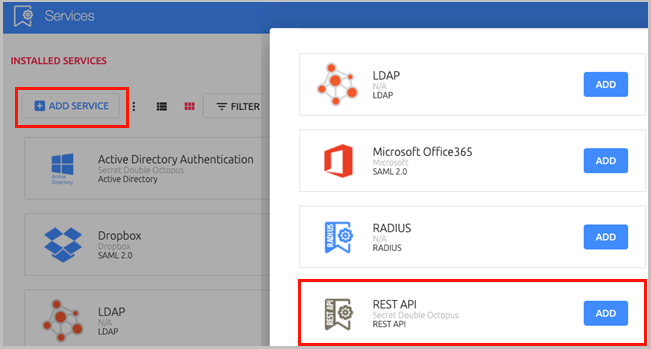 Services
INSTALLED SERVICES
ADD SERVICE
FILTER
Active Directory
Active Directory Authentication
Secret Double Octopus
Active Directory
Dropbox
Dropbox
SAML 2.0
LDAP
N/A
LDAP
LDAP
N/A
LDAP
ADD
Microsoft Office365
Microsoft
SAML 2.0
ADD
RADIUS
RADIUS
N/A
RADIUS
ADD
REST API
REST API
Secret Double Octopus
REST API
ADD